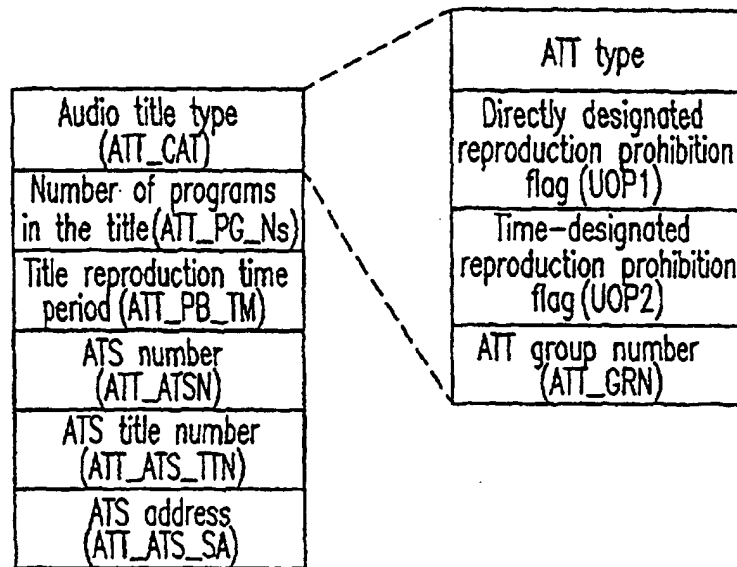 Audio title type
(ATT_CAT)
Number of programs
in the title(ATT_PG_Ns)
Title reproduction time
period (ATT_PB_TM)
ATS number
(ATT_ATSN)
ATS title number
(ATT_ATS_TTN)
ATS address
(ATT_ATS_SA)
ATT type
Directly designated
reproduction prohibition
flag (UOP1)
Time-designated
reproduction prohibition
flag (UOP2)
ATT group number
(ATT_GRN)